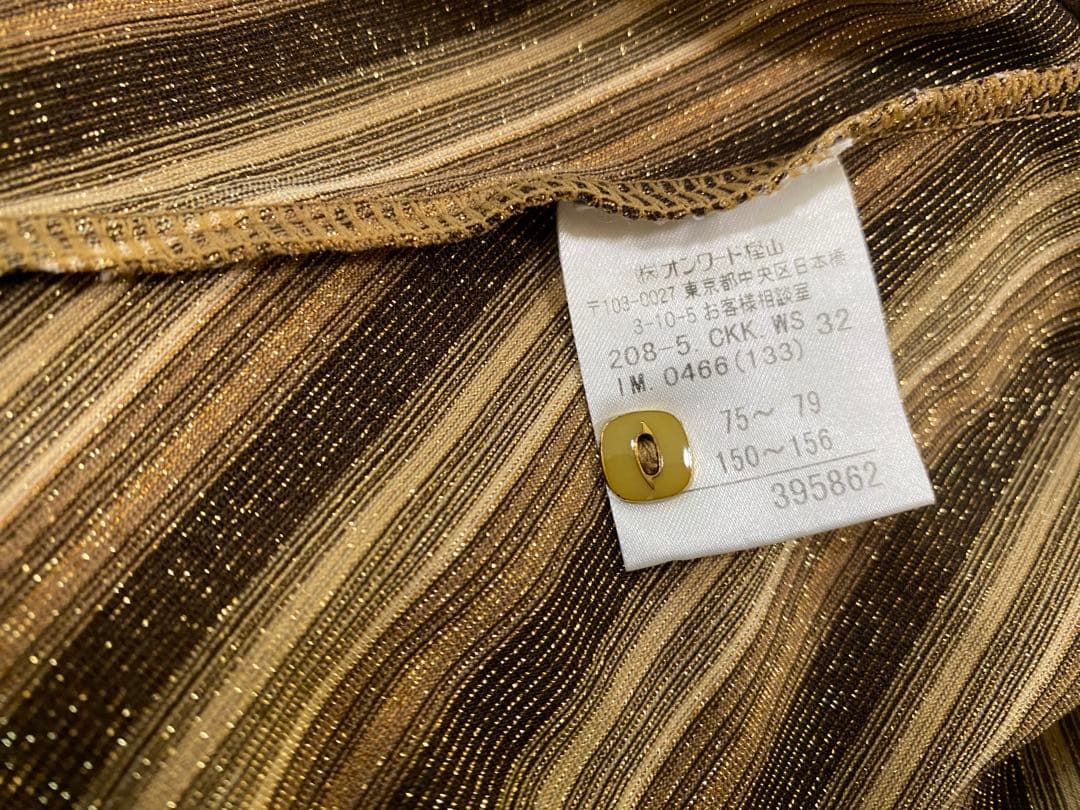 ㈱オンワード樫山
〒103-0027 東京都中央区日本橋
3-10-5 お客様相談室
208-5. CKK. WS 32
IM. 0466(133)
75〜 79
150〜156
395862